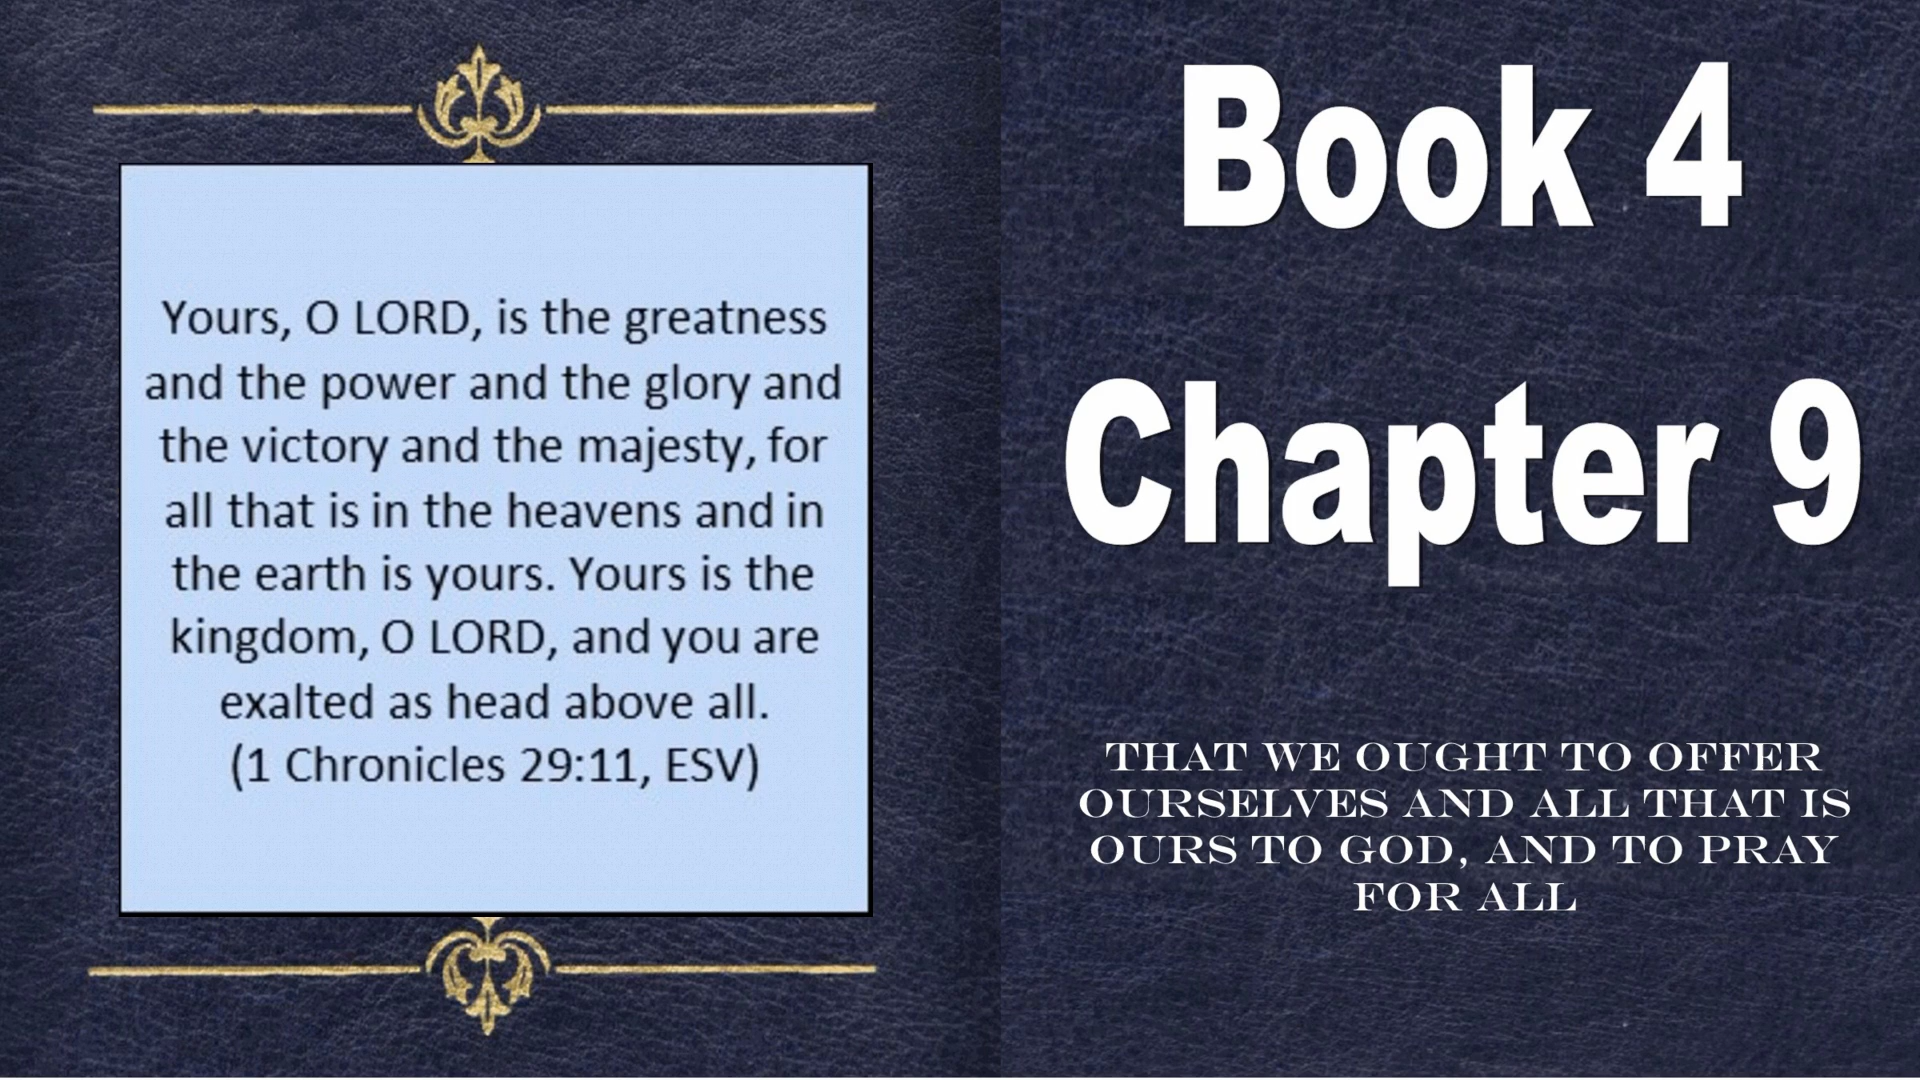 Yours, O LORD, is the greatness
and the power and the glory and
the victory and the majesty, for
all that is in the heavens and in
the earth is yours. Yours is the
kingdom, O LORD, and you are
exalted as head above all.
(1 Chronicles 29:11, ESV)
Book 4
Chapter 9
THAT WE OUGHT TO OFFER
OURSELVES AND ALL THAT IS
OURS TO GOD, AND TO PRAY
FOR ALL